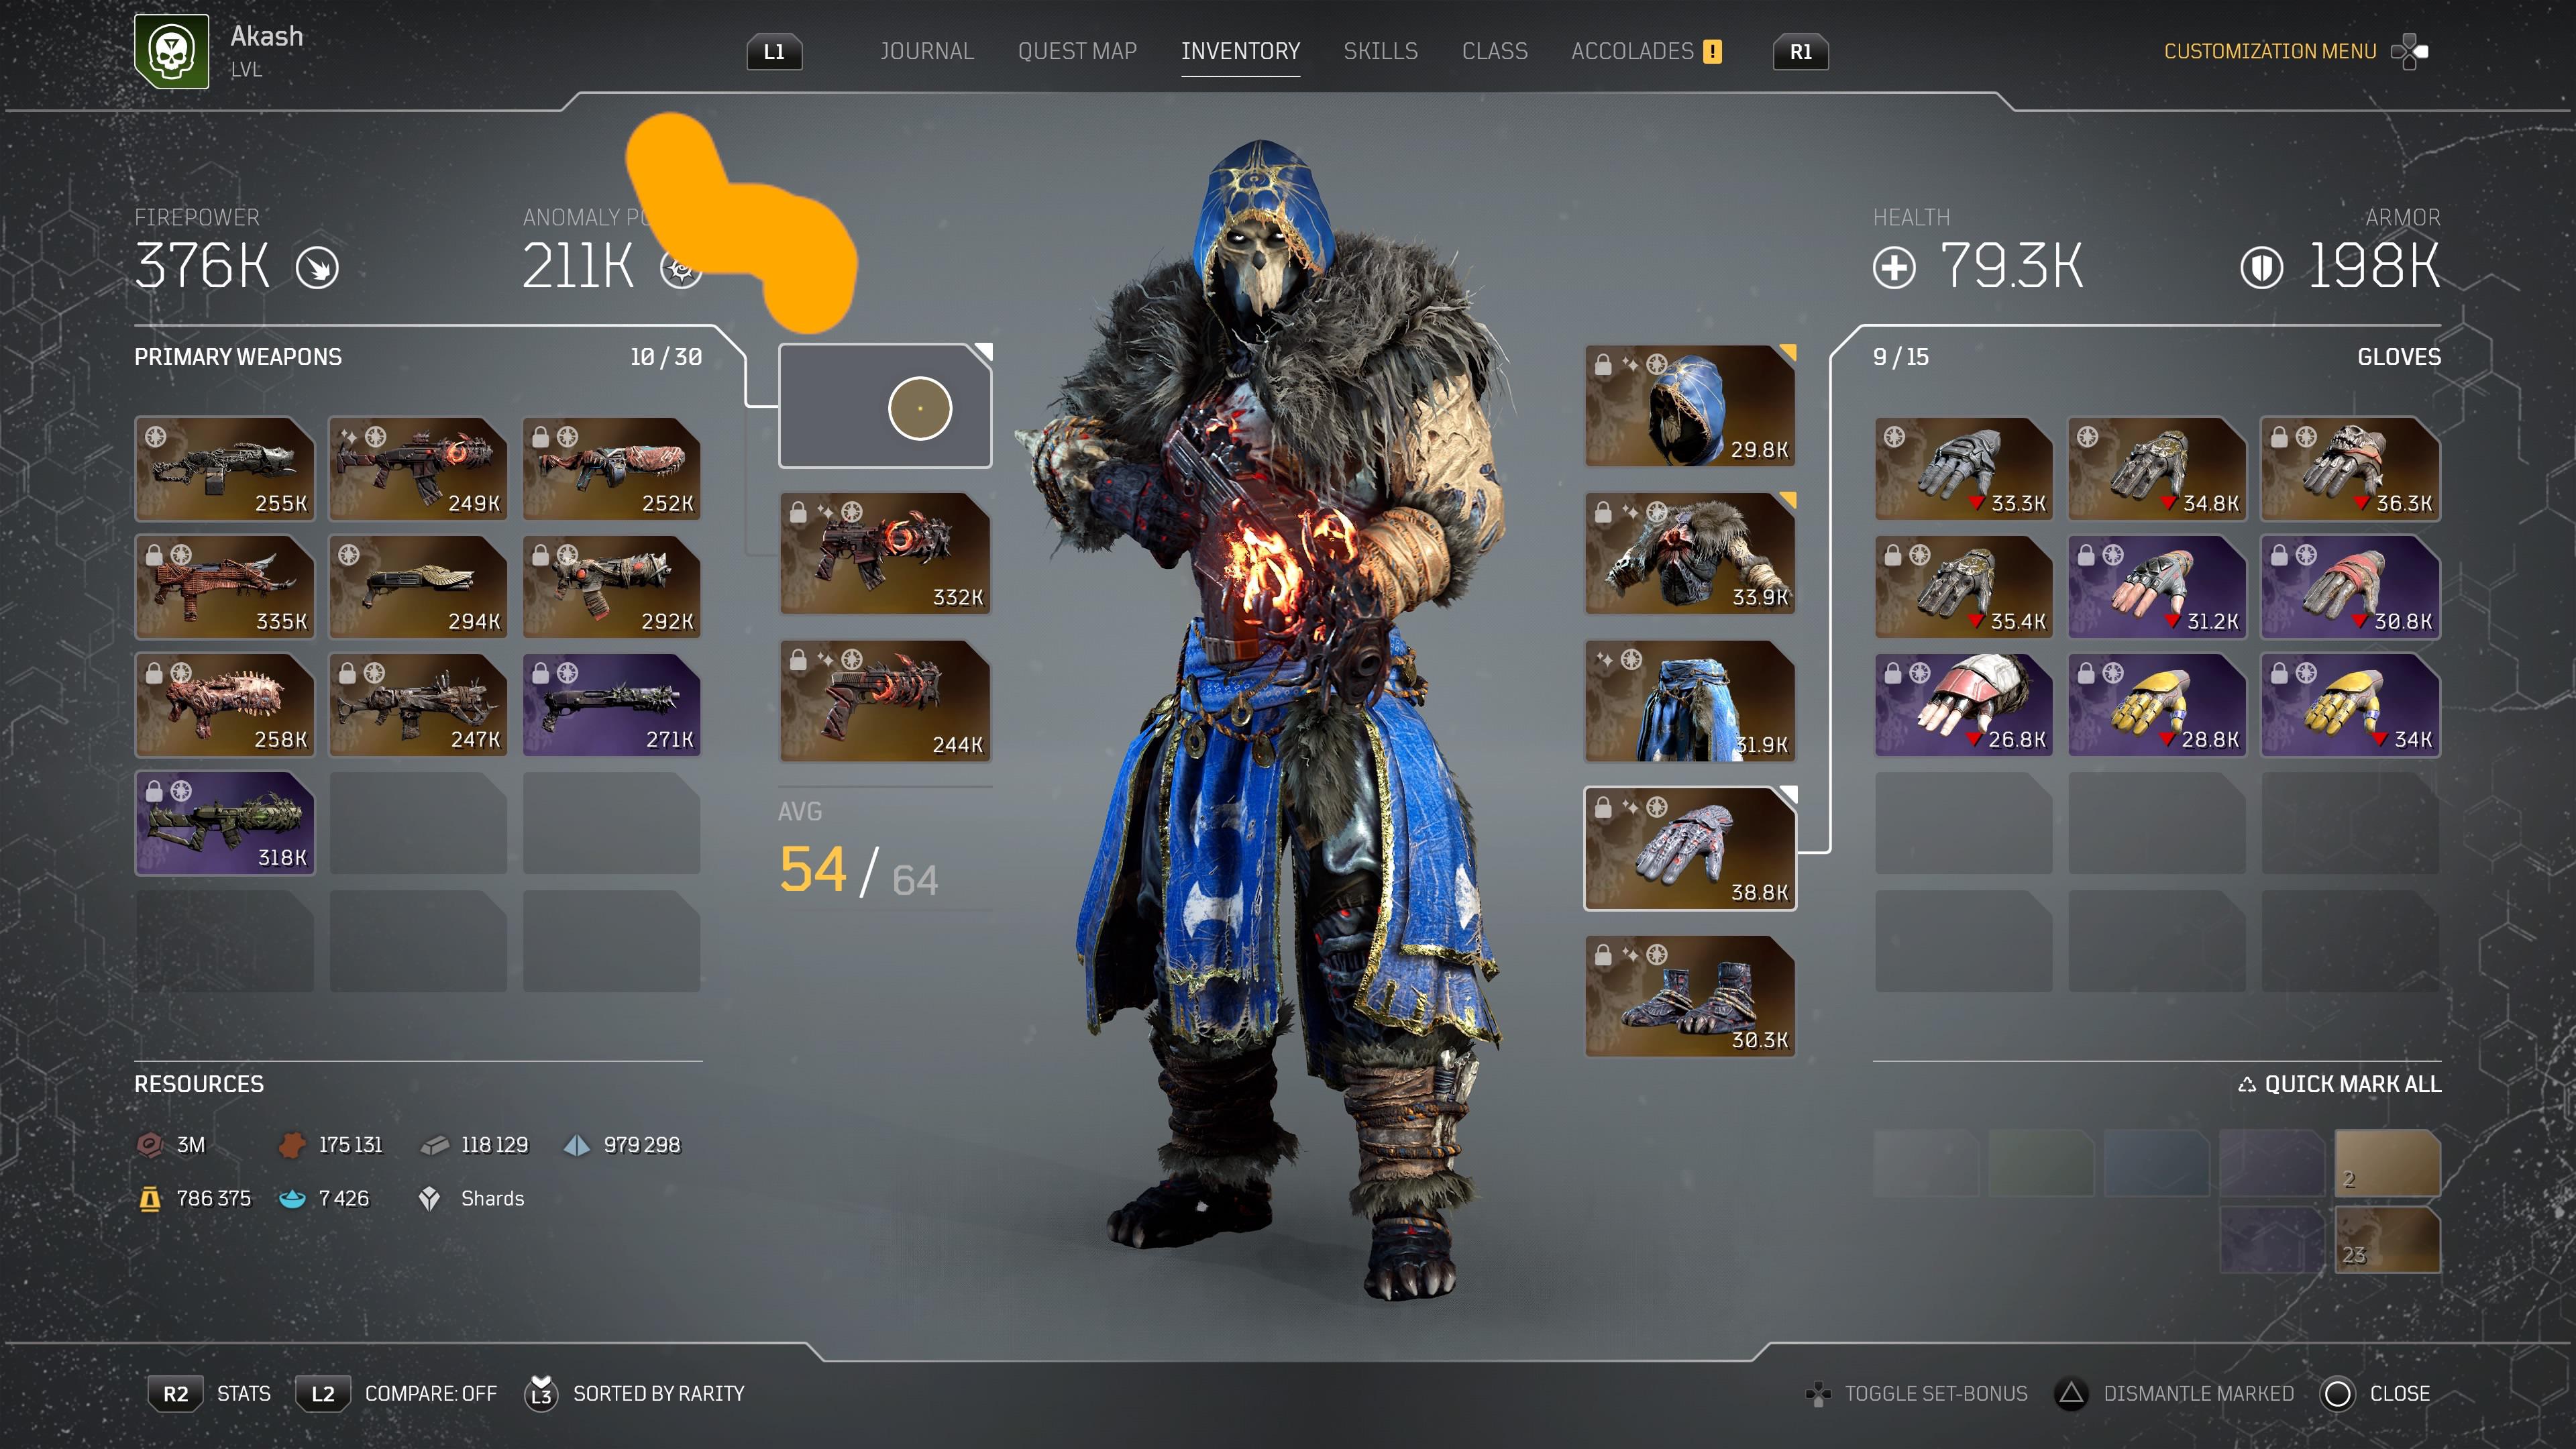 Akash
LVL
L1
JOURNAL
QUEST MAP
INVENTORY
SKILLS
CLASS
ACCOLADES !
R1
CUSTOMIZATION MENU
FIREPOWER
376K
ANOMALY
211K
HEALTH
79.3K
ARMOR
198K
PRIMARY WEAPONS
10 / 30
255K
249K
252K
335K
294K
292K
258K
247K
271K
318K
332K
244K
AVG
54 / 64
29.8K
33.9K
31.9K
38.8K
30.3K
9 / 15
GLOVES
33.3K
34.8K
36.3K
35.4K
31.2K
30.8K
26.8K
28.8K
34K
RESOURCES
3M
175 131
118 129
979 298
786 375
7 426
Shards
QUICK MARK ALL
2
23
R2 STATS
L2 COMPARE: OFF
L3 SORTED BY RARITY
TOGGLE SET-BONUS
DISMANTLE MARKED
CLOSE